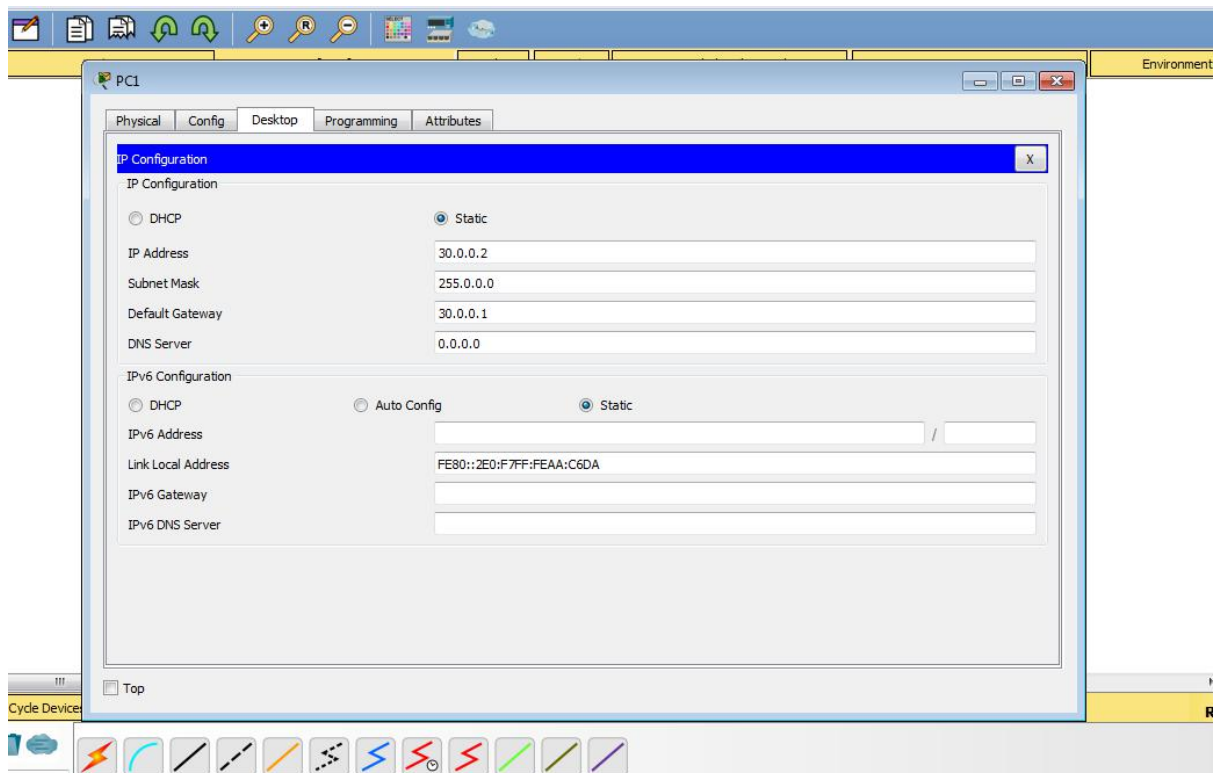 Environment
PC1
Physical Config Desktop Programming Attributes
IP Configuration X
IP Configuration
DHCP Static
IP Address 30.0.0.2
Subnet Mask 255.0.0.0
Default Gateway 30.0.0.1
DNS Server 0.0.0.0
IPv6 Configuration
DHCP Auto Config Static
IPv6 Address /
Link Local Address FE80::2E0:F7FF:FEAA:C6DA
IPv6 Gateway
IPv6 DNS Server
Top
Cycle Devices